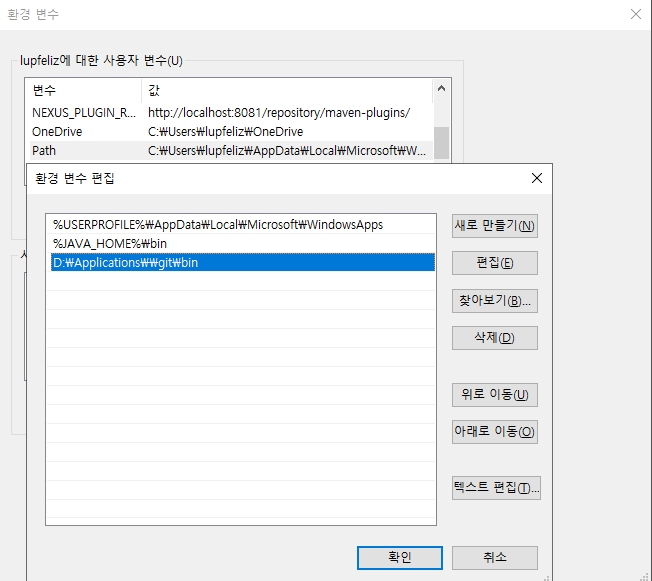 환경 변수
lupfeliz에 대한 사용자 변수(U)
변수 값
NEXUS_PLUGIN_R... http://localhost:8081/repository/maven-plugins/
OneDrive C:₩Users₩lupfeliz₩OneDrive
Path C:₩Users₩lupfeliz₩AppData₩Local₩Microsoft₩W...
환경 변수 편집
%USERPROFILE%₩AppData₩Local₩Microsoft₩WindowsApps
%JAVA_HOME%₩bin
D:₩Applications₩₩git₩bin
새로 만들기(N)
편집(E)
찾아보기(B)...
삭제(D)
위로 이동(U)
아래로 이동(O)
텍스트 편집(T)...
확인 취소